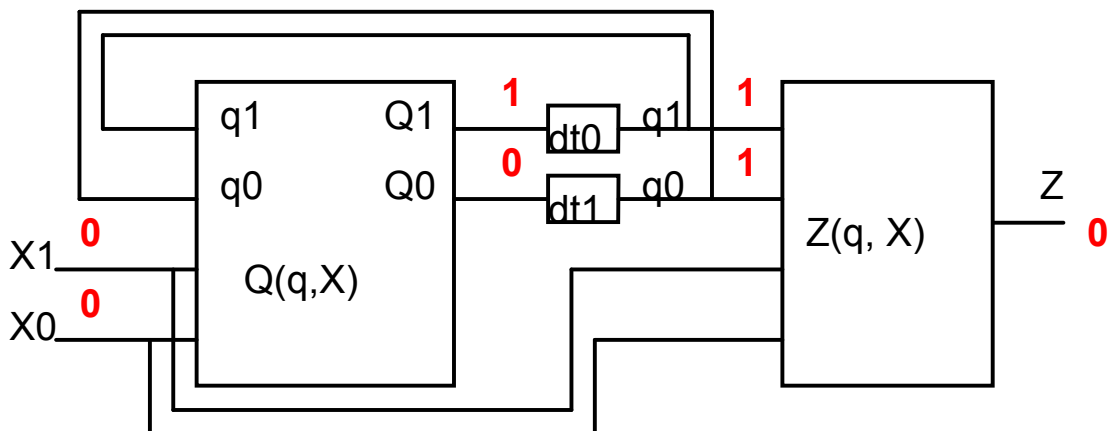 1 1
q1 Q1 dt0 q1
0 1
q0 Q0 dt1 q0 Z
0 Z(q, X) 0
X1 Q(q,X)
0
X0